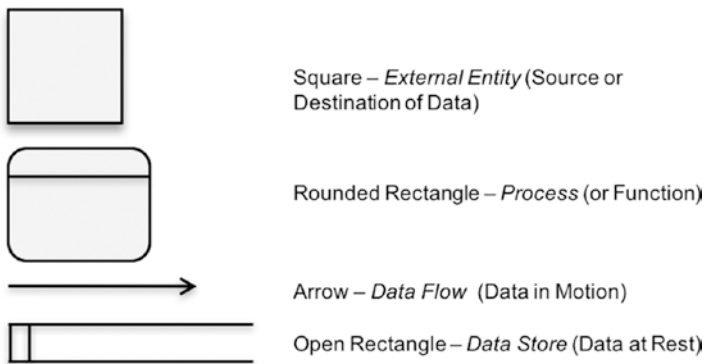 Square – External Entity (Source or
Destination of Data)
Rounded Rectangle – Process (or Function)
Arrow – Data Flow (Data in Motion)
Open Rectangle – Data Store (Data at Rest)